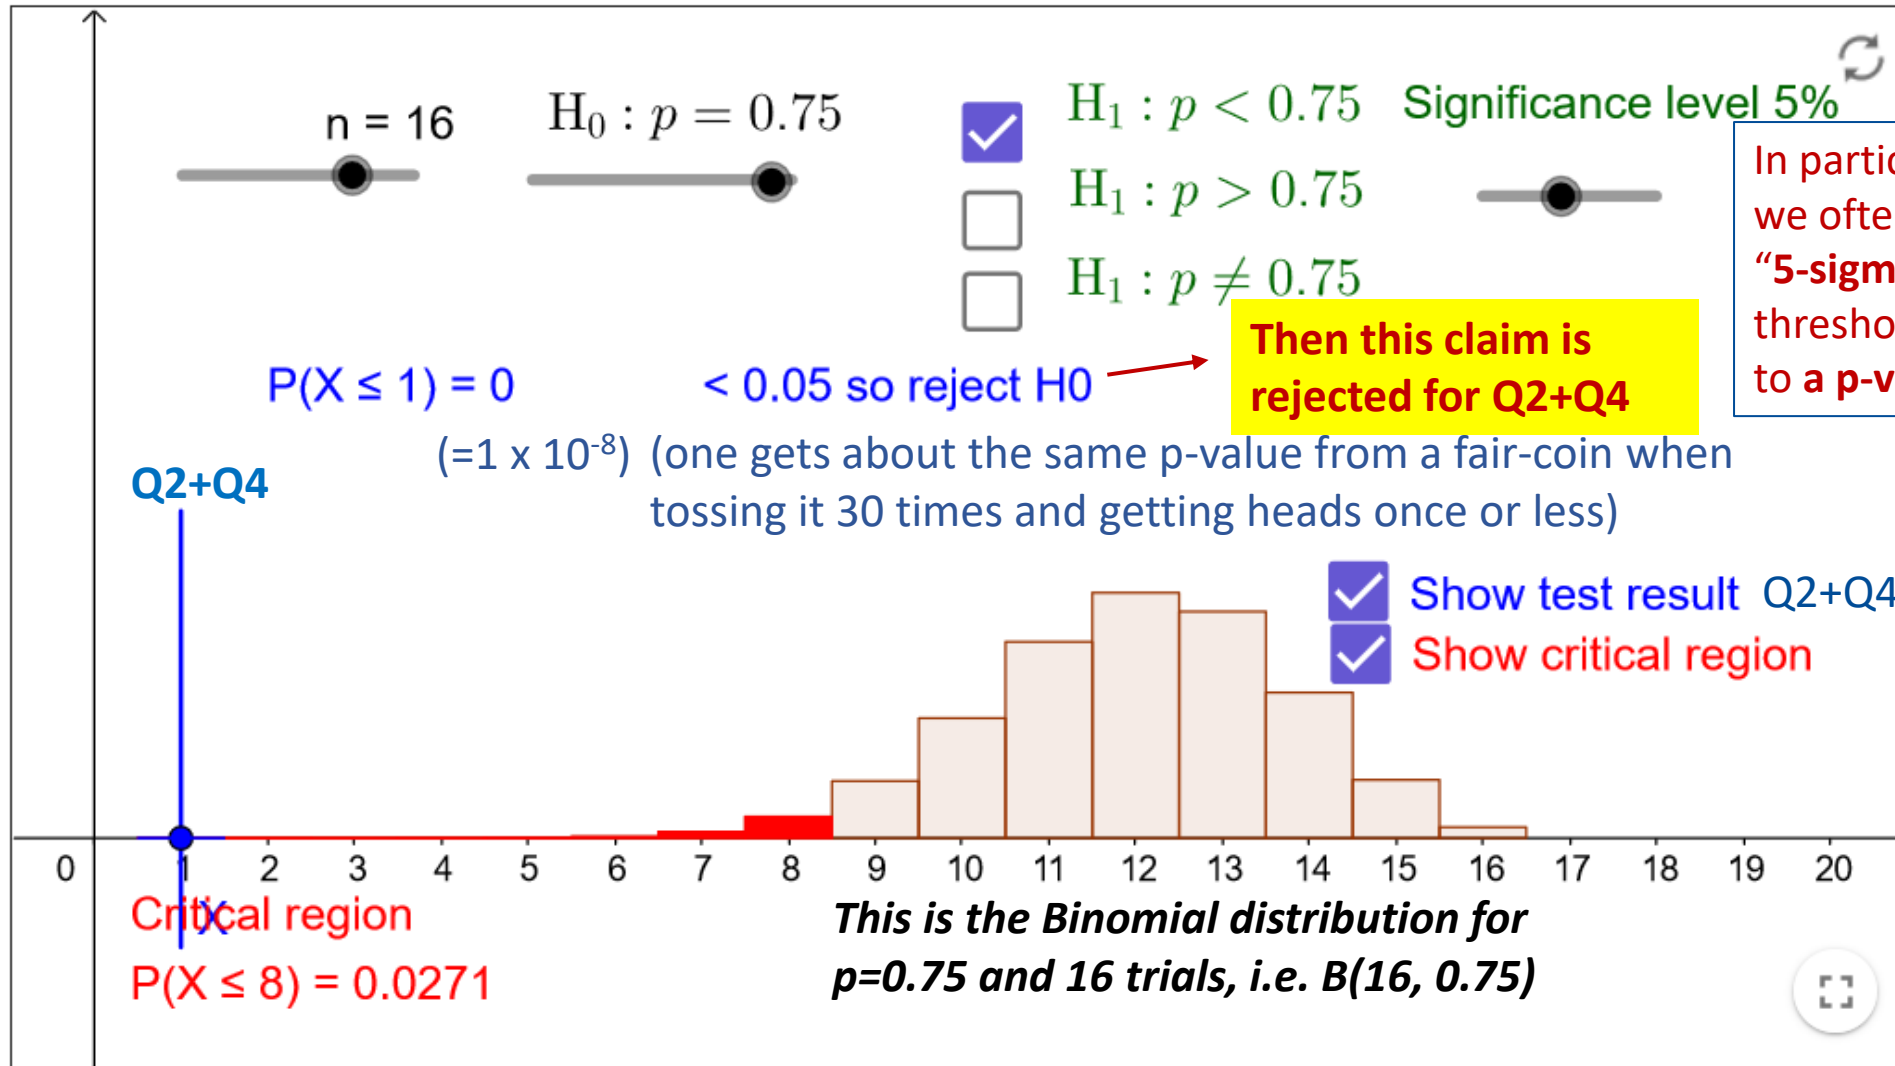 n = 16
H₀ : p = 0.75
H₁ : p < 0.75
Significance level 5%
H₁ : p > 0.75
H₁ : p ≠ 0.75
In partic
we ofte
“5-sigm
thresho
to a p-v
Then this claim is
rejected for Q2+Q4
P(X ≤ 1) = 0
< 0.05 so reject H0
(=1 x 10⁻⁸) (one gets about the same p-value from a fair-coin when
tossing it 30 times and getting heads once or less)
Q2+Q4
Show test result Q2+Q4
Show critical region
0 1 2 3 4 5 6 7 8 9 10 11 12 13 14 15 16 17 18 19 20
X
Critical region
P(X ≤ 8) = 0.0271
This is the Binomial distribution for
p=0.75 and 16 trials, i.e. B(16, 0.75)